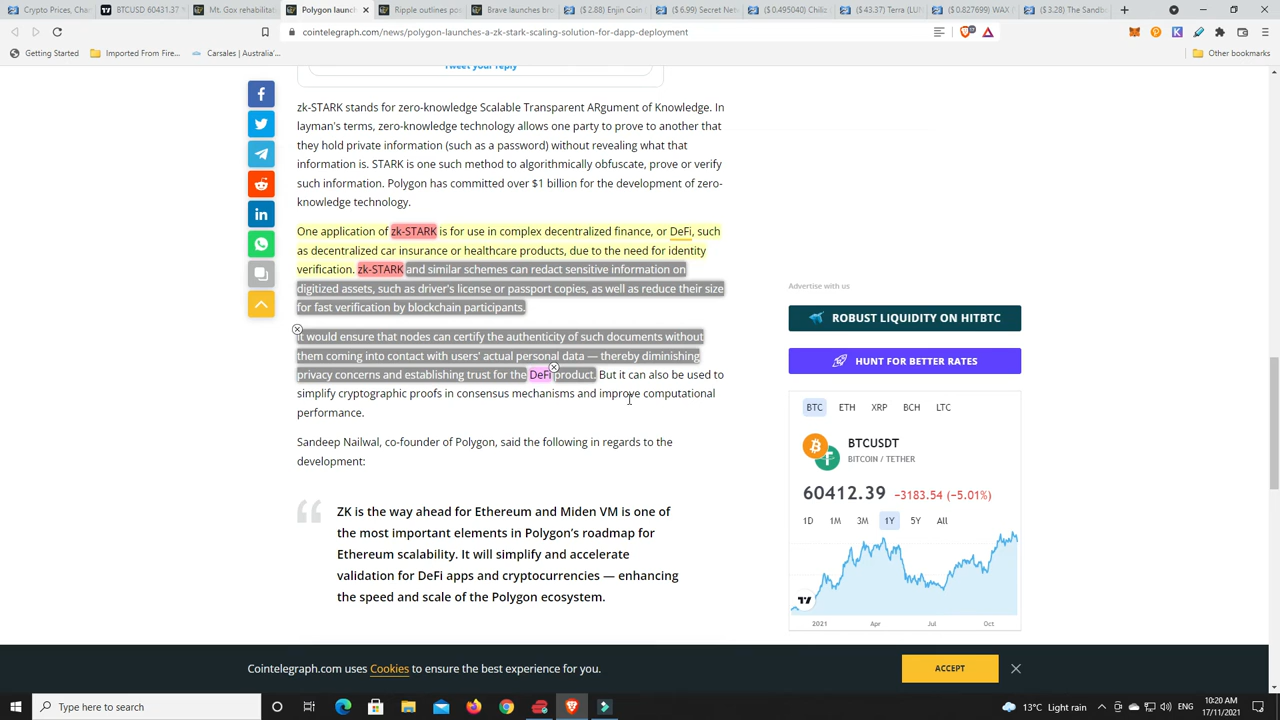 Crypto Prices, Char
BTCUSD 60431.37
Mt. Gox rehabilitati
Polygon launch
Ripple outlines pos
Brave launches bro
($2.88) Enjin Coin
($6.99) Secret Net
($0.495040) Chiliz
($43.37) Terra (LUN
($0.827699) WAX
($3.28) The Sandb
cointelegraph.com/news/polygon-launches-a-zk-stark-scaling-solution-for-dapp-deployment
Getting Started
Imported From Fire...
Carsales | Australia'...
Other bookmarks
Tweet your reply
zk-STARK stands for zero-knowledge Scalable Transparent ARgument of Knowledge. In
layman's terms, zero-knowledge technology allows one party to prove to another that
they hold private information (such as a password) without revealing what that
information is. STARK is one such method to algorithmically obfuscate, prove or verify
such information. Polygon has committed over $1 billion for the development of zero-
knowledge technology.
One application of zk-STARK is for use in complex decentralized finance, or DeFi, such
as decentralized car insurance or healthcare products, due to the need for identity
verification. zk-STARK and similar schemes can redact sensitive information on
digitized assets, such as driver's license or passport copies, as well as reduce their size
for fast verification by blockchain participants.
It would ensure that nodes can certify the authenticity of such documents without
them coming into contact with users' actual personal data — thereby diminishing
privacy concerns and establishing trust for the DeFi product. But it can also be used to
simplify cryptographic proofs in consensus mechanisms and improve computational
performance.
Sandeep Nailwal, co-founder of Polygon, said the following in regards to the
development:
ZK is the way ahead for Ethereum and Miden VM is one of
the most important elements in Polygon's roadmap for
Ethereum scalability. It will simplify and accelerate
validation for DeFi apps and cryptocurrencies — enhancing
the speed and scale of the Polygon ecosystem.
Advertise with us
ROBUST LIQUIDITY ON HITBTC
HUNT FOR BETTER RATES
BTC ETH XRP BCH LTC
BTCUSDT
BITCOIN / TETHER
60412.39 −3183.54 (−5.01%)
1D 1M 3M 1Y 5Y All
2021 Apr Jul Oct
Cointelegraph.com uses Cookies to ensure the best experience for you.
ACCEPT
Type here to search
13°C Light rain
ENG
10:20 AM
17/11/2021